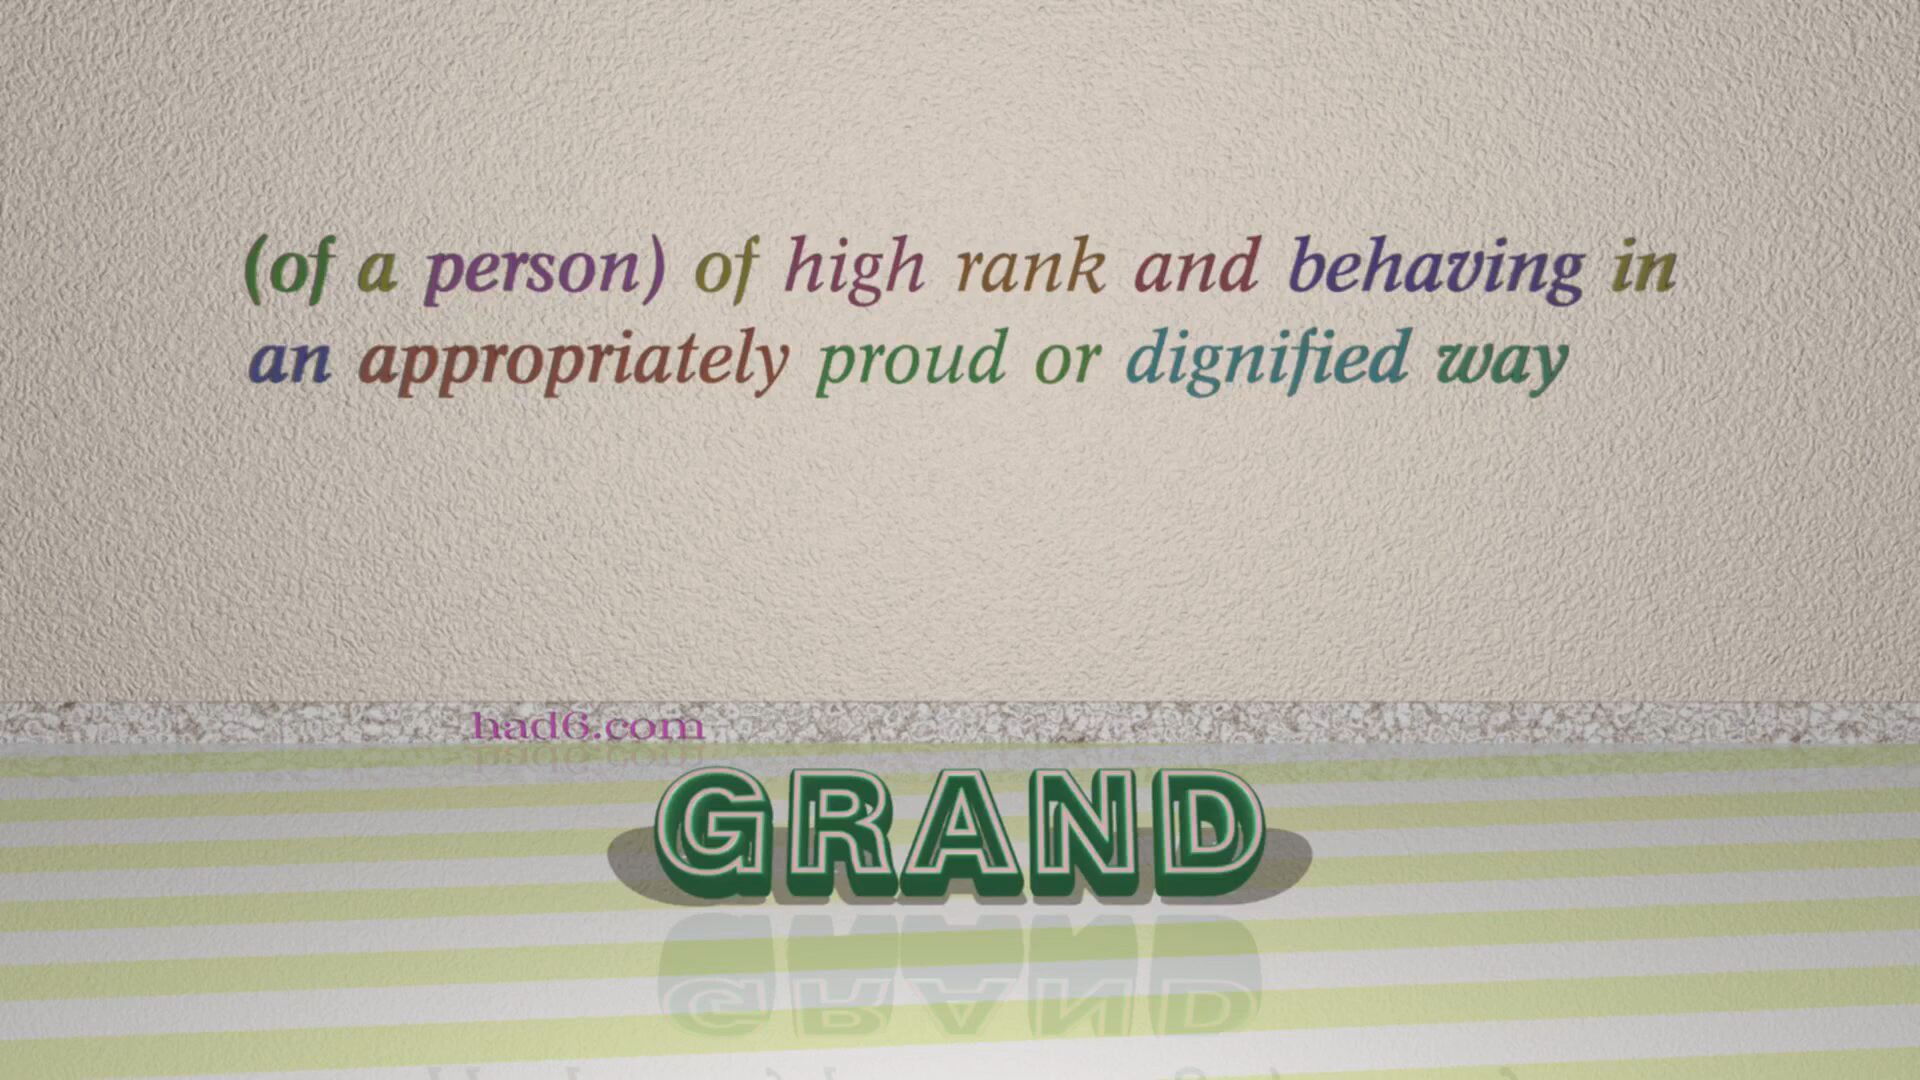 (of a person) of high rank and behaving in
an appropriately proud or dignified way
had6.com
GRAND